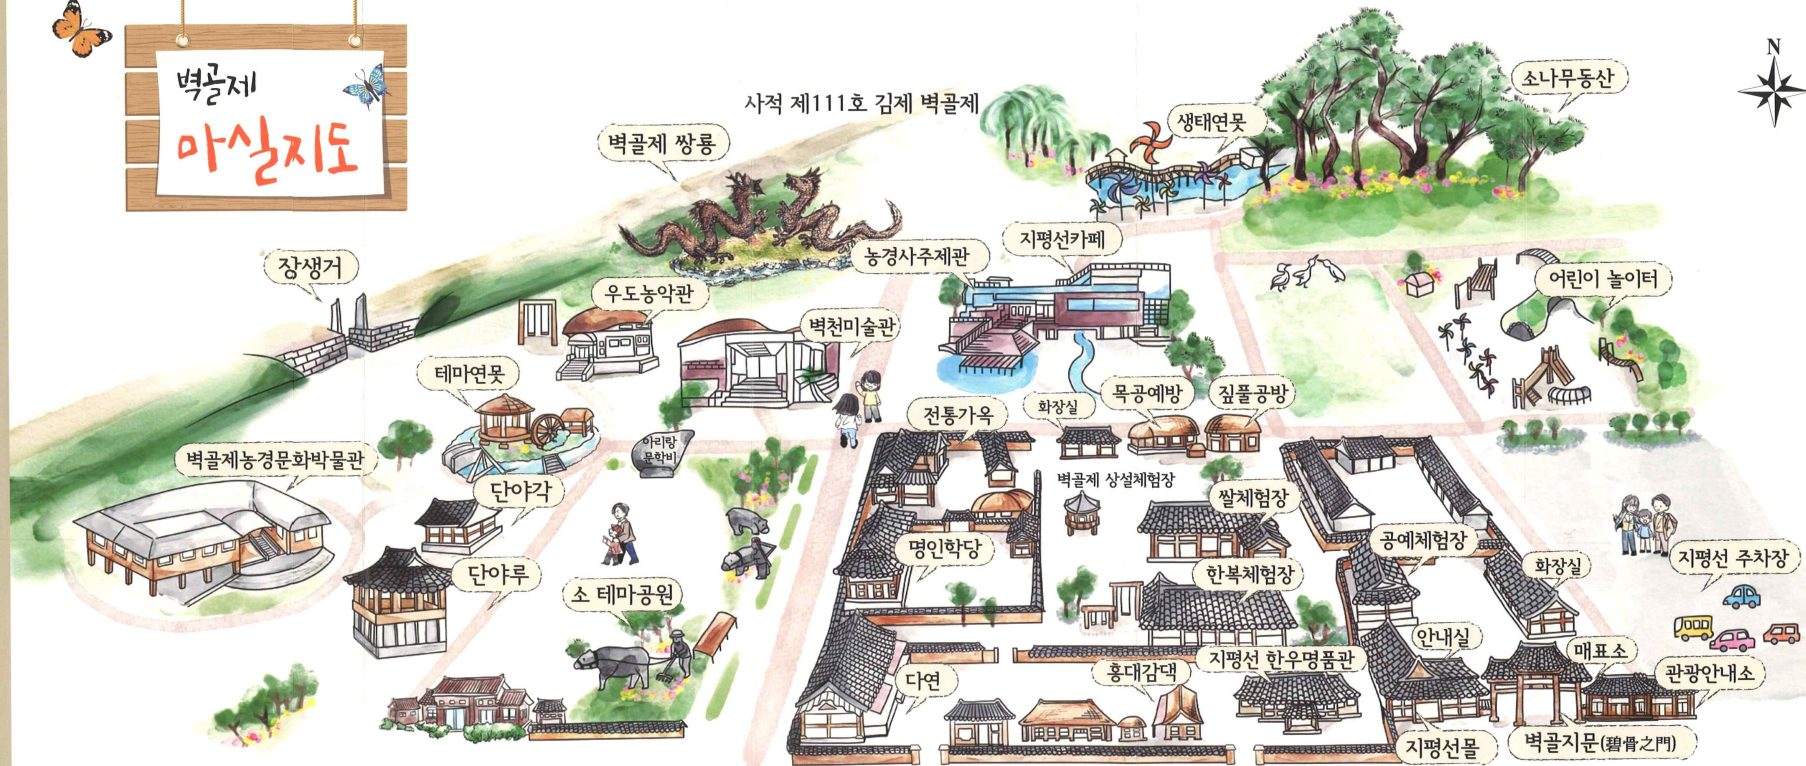 벽골제
마실지도
N
사적 제111호 김제 벽골제
소나무동산
생태연못
벽골제 쌍룡
장생거
우도농악관
농경사주제관
지평선카페
어린이 놀이터
벽천미술관
테마연못
전통가옥
화장실
목공예방
짚풀공방
아리랑
문학비
벽골제농경문화박물관
벽골제 상설체험장
단야각
쌀체험장
명인학당
공예체험장
단야루
한복체험장
화장실
지평선 주차장
소 테마공원
안내실
매표소
다연
홍대감댁
지평선 한우명품관
관광안내소
지평선몰
벽골지문(碧骨之門)